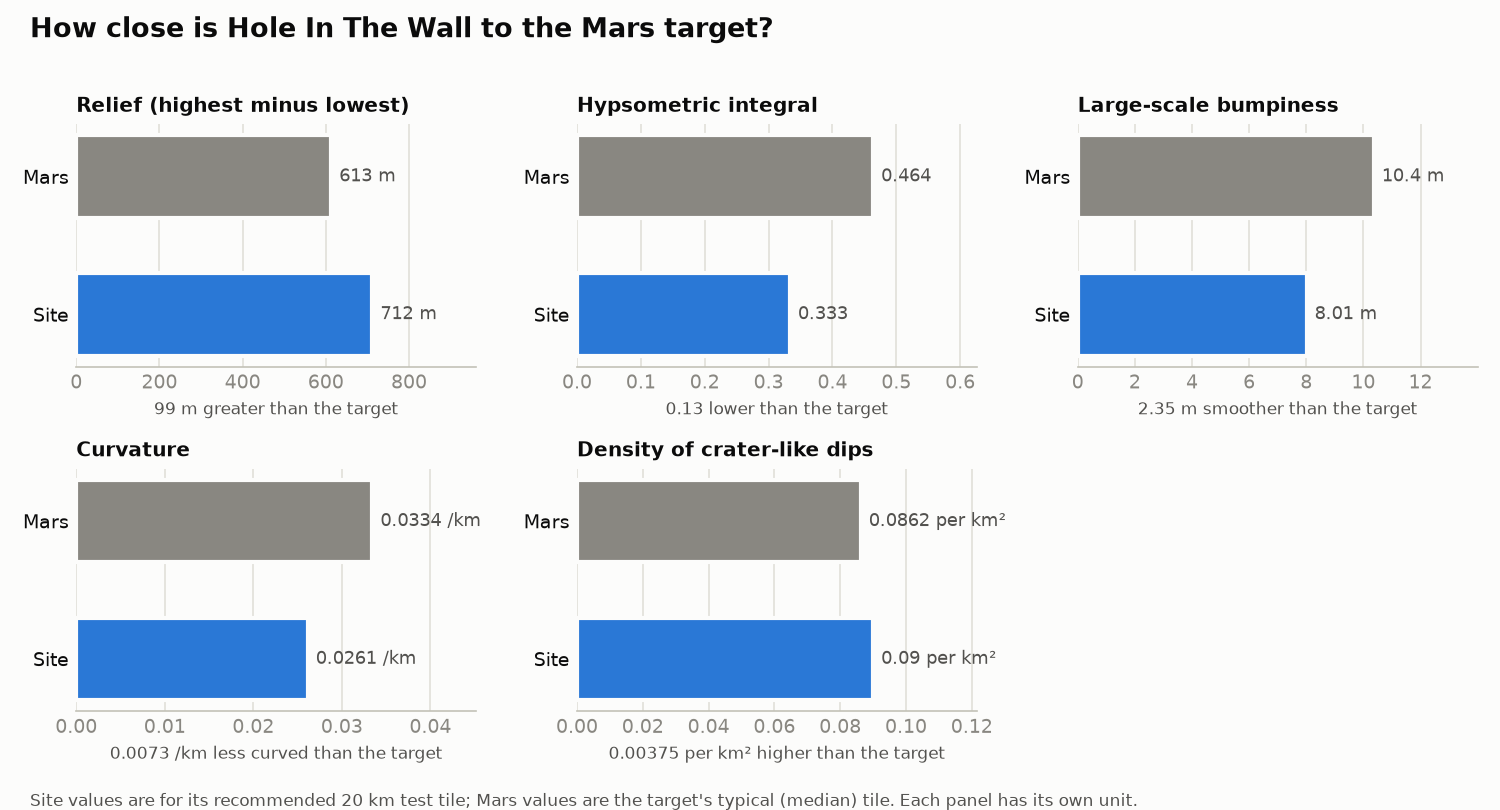 How close is Hole In The Wall to the Mars target?
Relief (highest minus lowest)
Mars
613 m
Site
712 m
0 200 400 600 800
99 m greater than the target
Hypsometric integral
Mars
0.464
Site
0.333
0.0 0.1 0.2 0.3 0.4 0.5 0.6
0.13 lower than the target
Large-scale bumpiness
Mars
10.4 m
Site
8.01 m
0 2 4 6 8 10 12
2.35 m smoother than the target
Curvature
Mars
0.0334 /km
Site
0.0261 /km
0.00 0.01 0.02 0.03 0.04
0.0073 /km less curved than the target
Density of crater-like dips
Mars
0.0862 per km²
Site
0.09 per km²
0.00 0.02 0.04 0.06 0.08 0.10 0.12
0.00375 per km² higher than the target
Site values are for its recommended 20 km test tile; Mars values are the target's typical (median) tile. Each panel has its own unit.